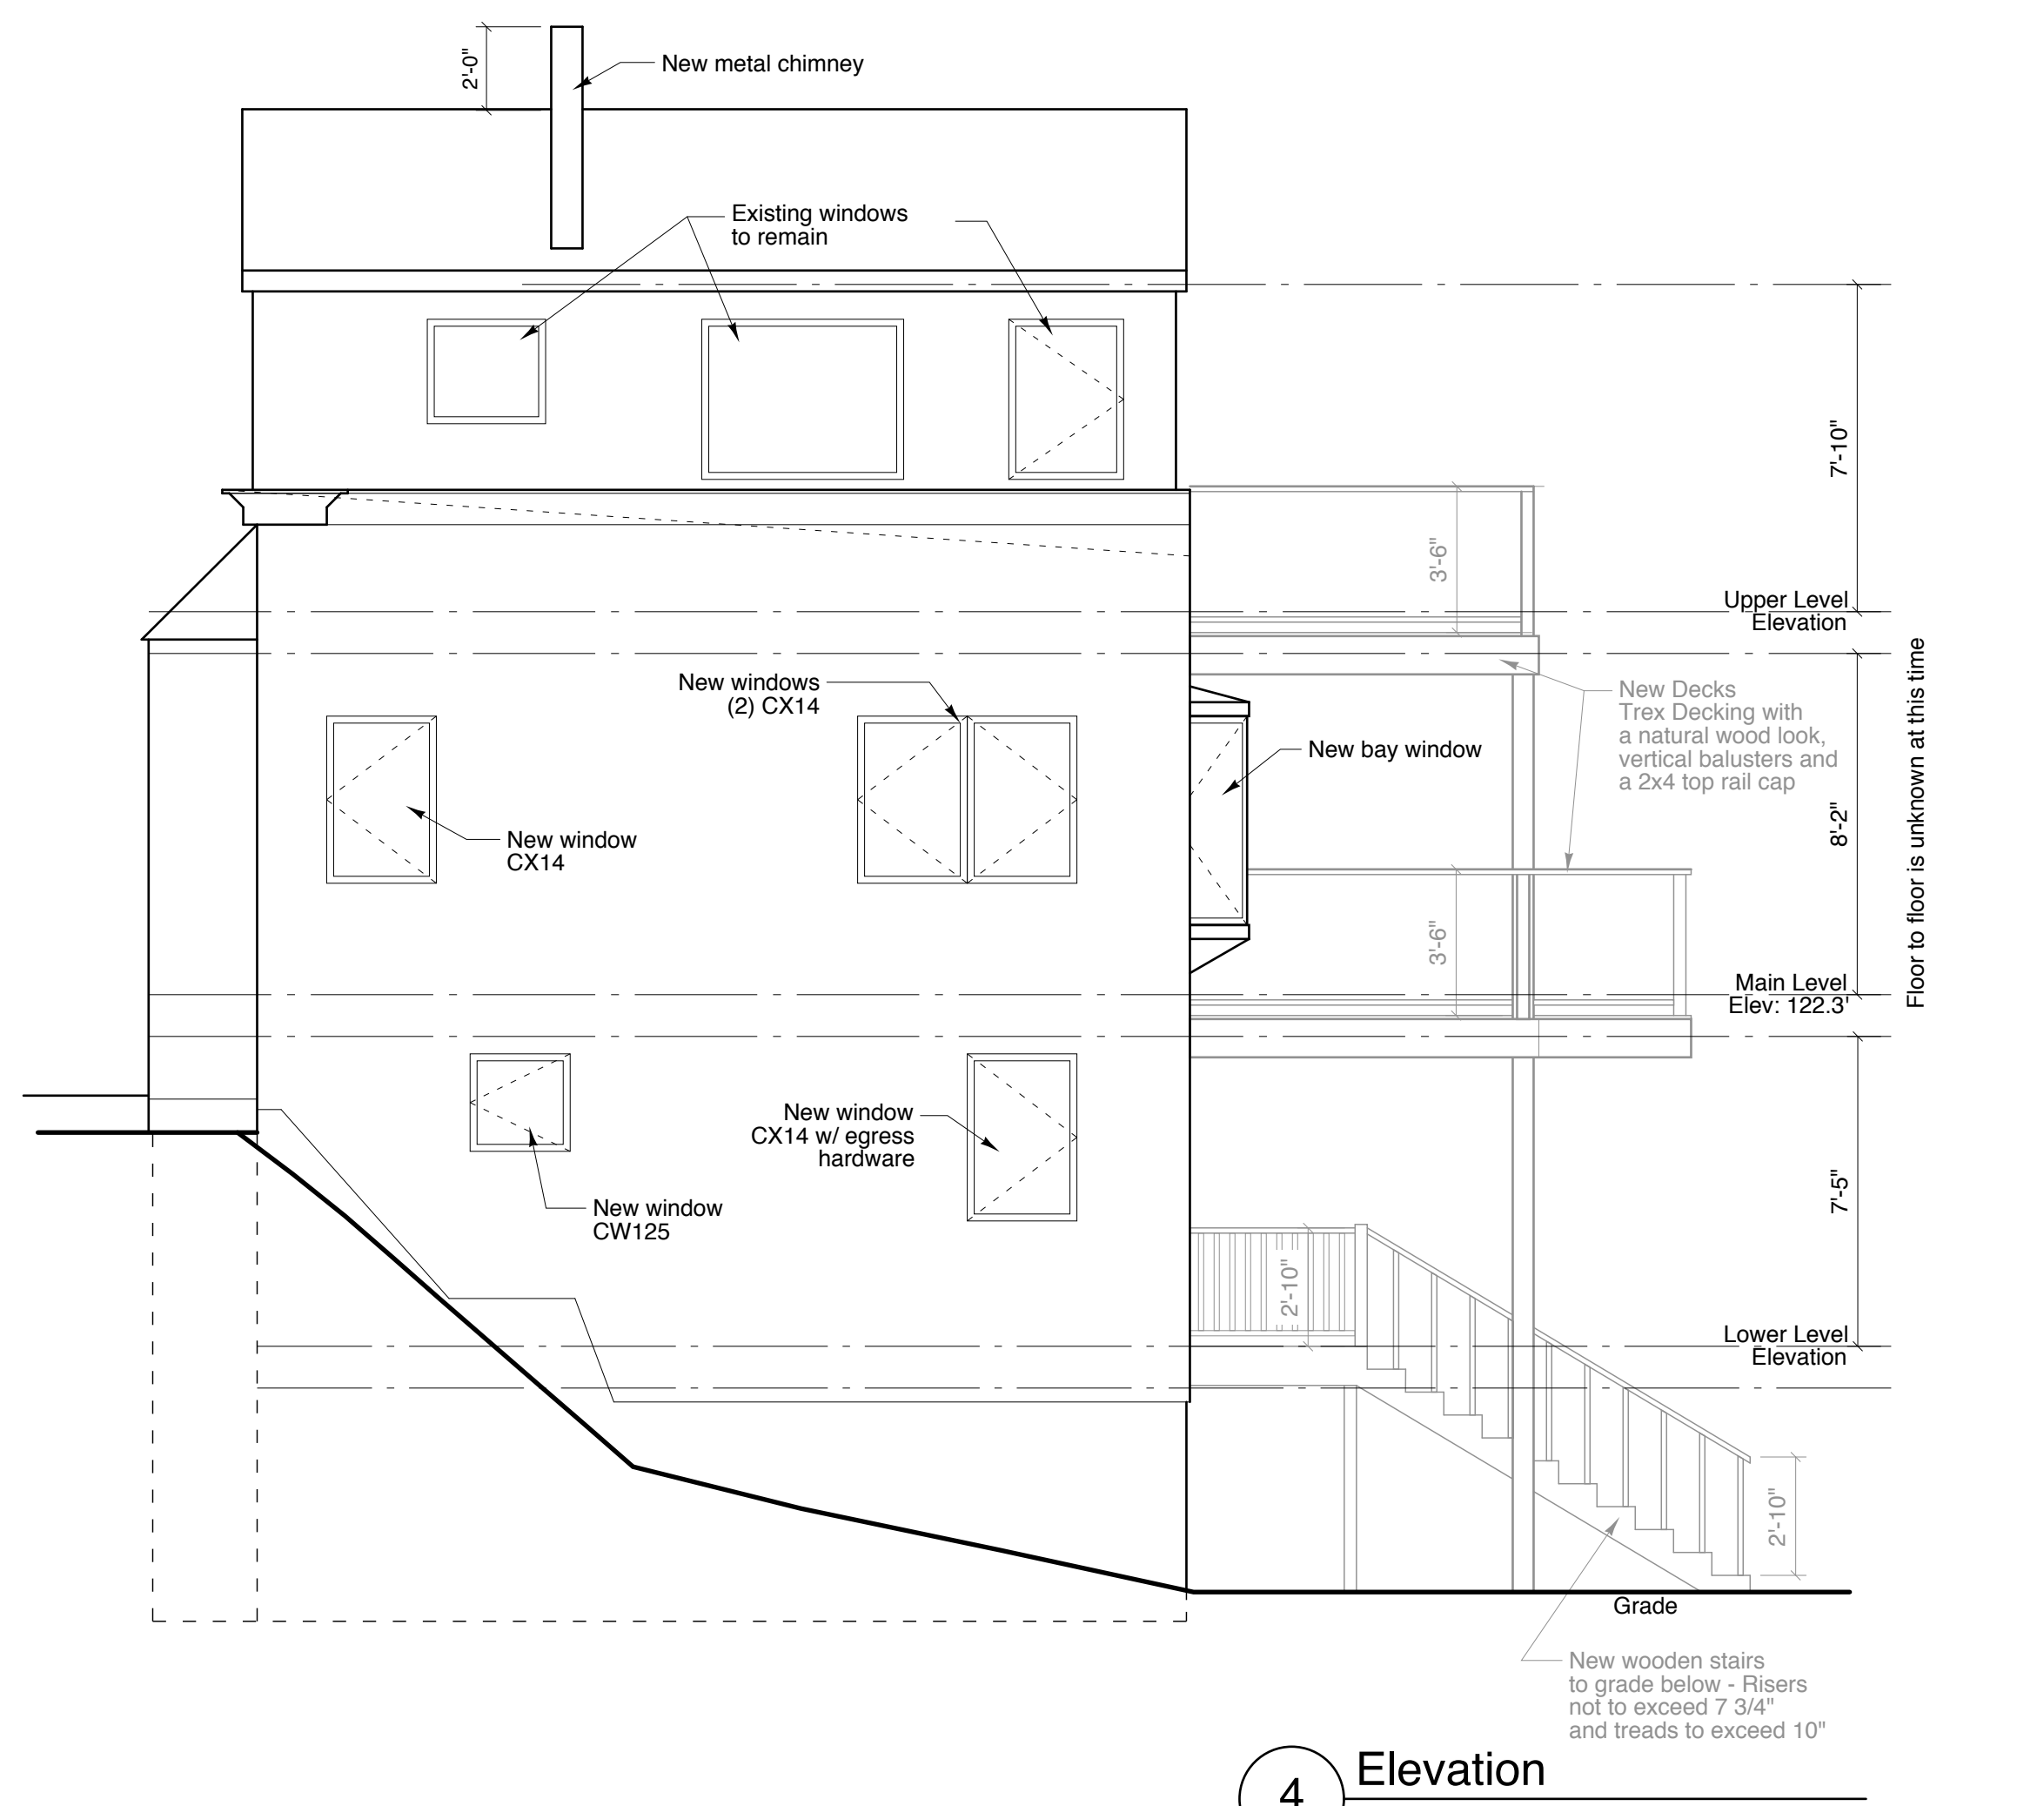 2'-0"
New metal chimney
Existing windows
to remain
7'-10"
3'-6"
Upper Level
Elevation
Floor to floor is unknown at this time
New windows
(2) CX14
New Decks
Trex Decking with
a natural wood look,
vertical balusters and
a 2x4 top rail cap
New bay window
8'-2"
New window
CX14
3'-6"
Main Level
Elev: 122.3'
New window
CX14 w/ egress
hardware
7'-5"
New window
CW125
2'-10"
Lower Level
Elevation
2'-10"
Grade
New wooden stairs
to grade below - Risers
not to exceed 7 3/4"
and treads to exceed 10"
4
Elevation